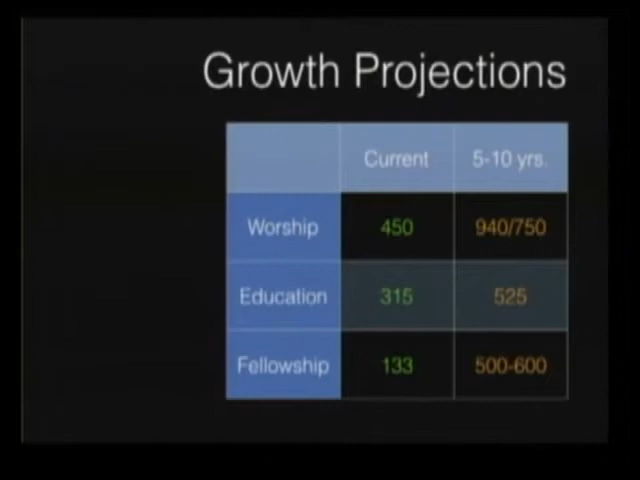 Growth Projections
Current 5-10 yrs.
Worship 450 940/750
Education 315 525
Fellowship 133 500-600